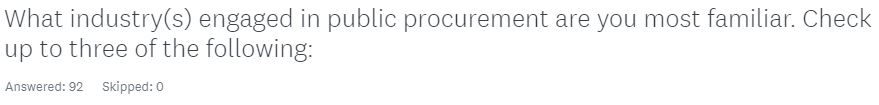 What industry(s) engaged in public procurement are you most familiar. Check
up to three of the following:
Answered: 92 Skipped: 0